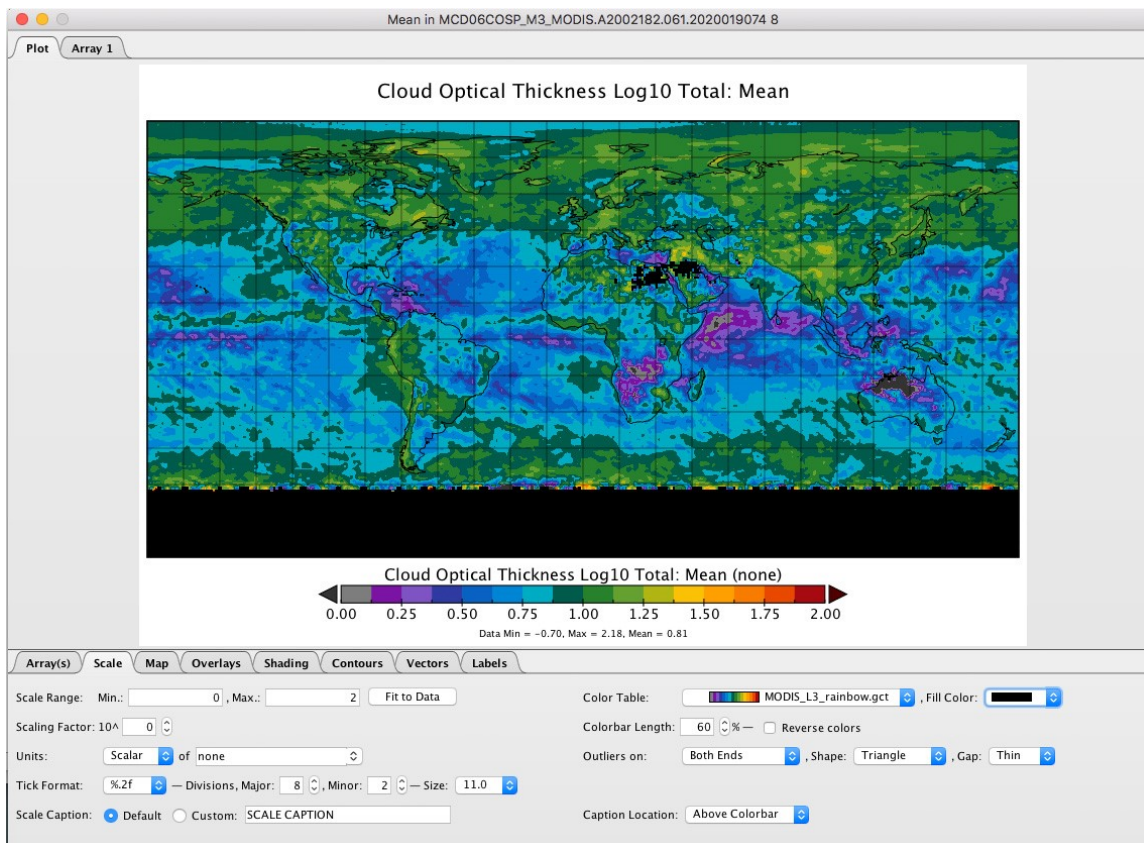 Mean in MCD06COSP_M3_MODIS.A2002182.061.2020019074 8
Plot Array 1
Cloud Optical Thickness Log10 Total: Mean
Cloud Optical Thickness Log10 Total: Mean (none)
0.00 0.25 0.50 0.75 1.00 1.25 1.50 1.75 2.00
Data Min = -0.70, Max = 2.18, Mean = 0.81
Array(s) Scale Map Overlays Shading Contours Vectors Labels
Scale Range: Min.: 0 , Max.: 2 Fit to Data Color Table: MODIS_L3_rainbow.gct , Fill Color:
Scaling Factor: 10^ 0 Colorbar Length: 60 % — Reverse colors
Units: Scalar of none Outliers on: Both Ends , Shape: Triangle , Gap: Thin
Tick Format: %.2f — Divisions, Major: 8 , Minor: 2 — Size: 11.0
Scale Caption: Default Custom: SCALE CAPTION Caption Location: Above Colorbar